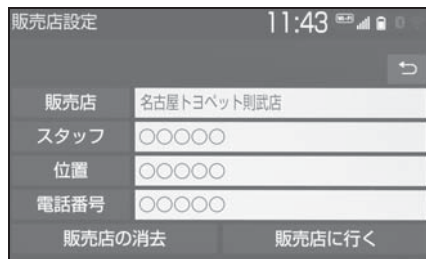 販売店設定 11:43
販売店 名古屋トヨペット則武店
スタッフ ○○○○○
位置 ○○○○○
電話番号 ○○○○○
販売店の消去 販売店に行く